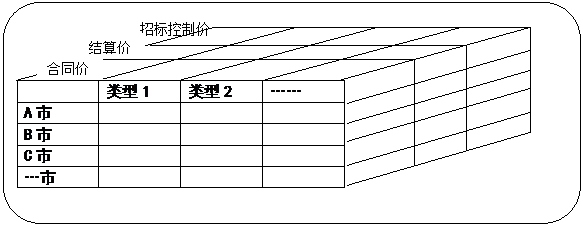 招标控制价
结算价
合同价
类型 1 类型 2 ------
A 市
B 市
C 市
---市